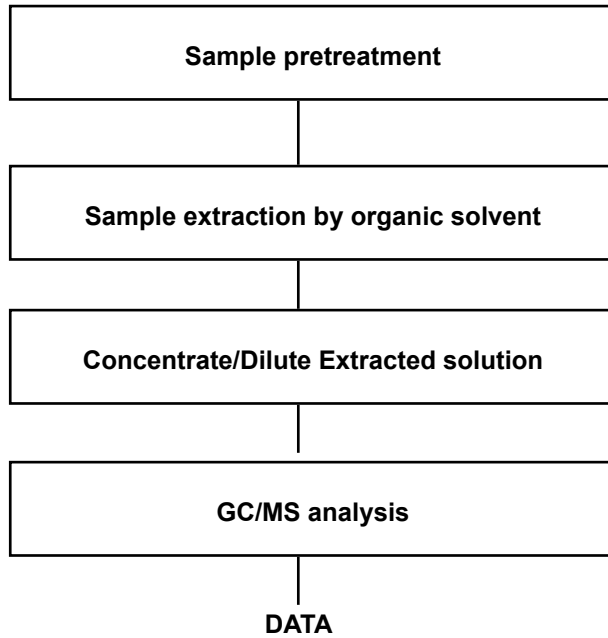 Sample pretreatment
Sample extraction by organic solvent
Concentrate/Dilute Extracted solution
GC/MS analysis
DATA